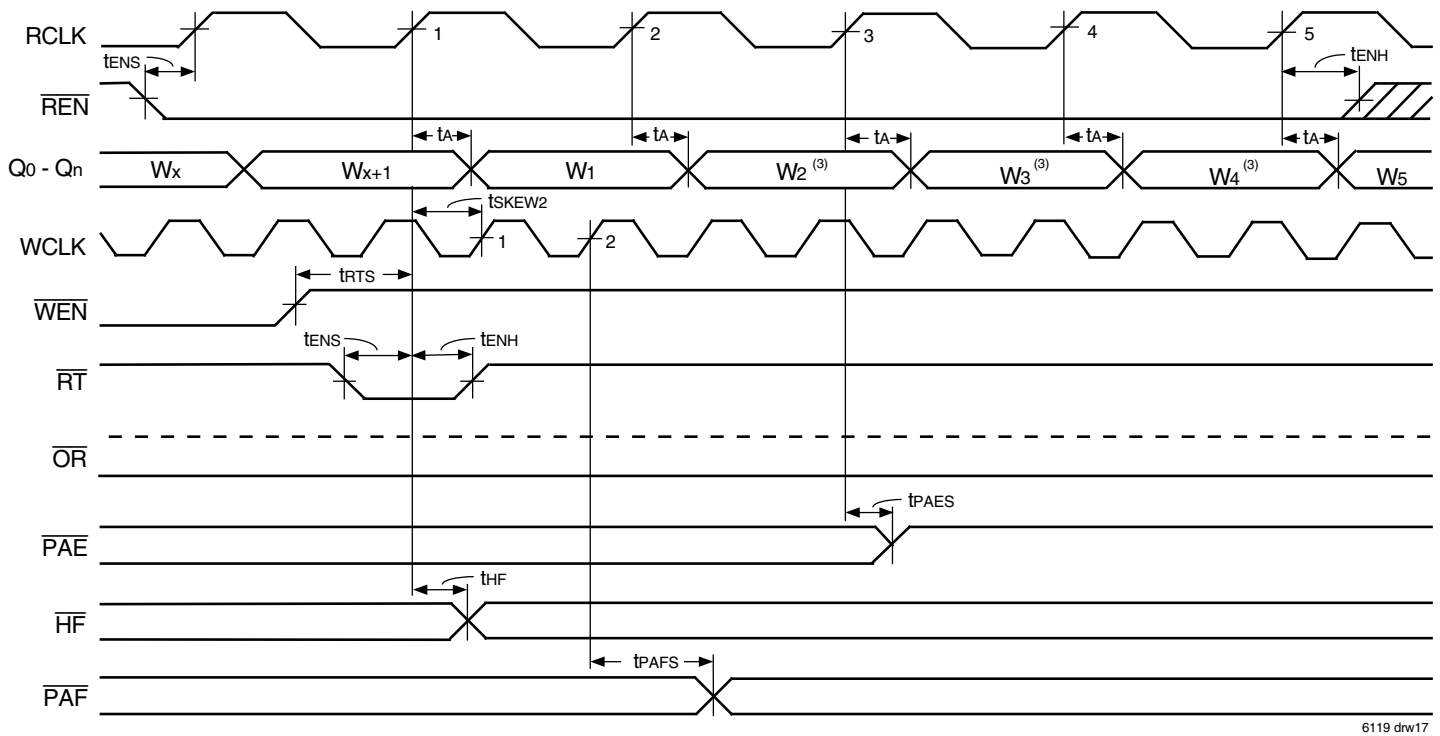 RCLK 1 2 3 4 5
tENS tENH
REN
tA tA tA tA tA
Q0 - Qn Wx Wx+1 W1 W2 (3) W3 (3) W4 (3) W5
tSKEW2
WCLK 1 2
tRTS
WEN
tENS tENH
RT
OR
tPAES
PAE
tHF
HF
tPAFS
PAF
6119 drw17